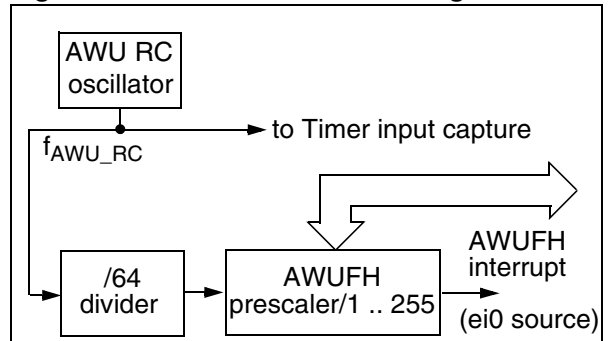 AWU RC
oscillator
to Timer input capture
fAWU_RC
AWUFH
interrupt
/64
divider
AWUFH
prescaler/1 .. 255
(ei0 source)